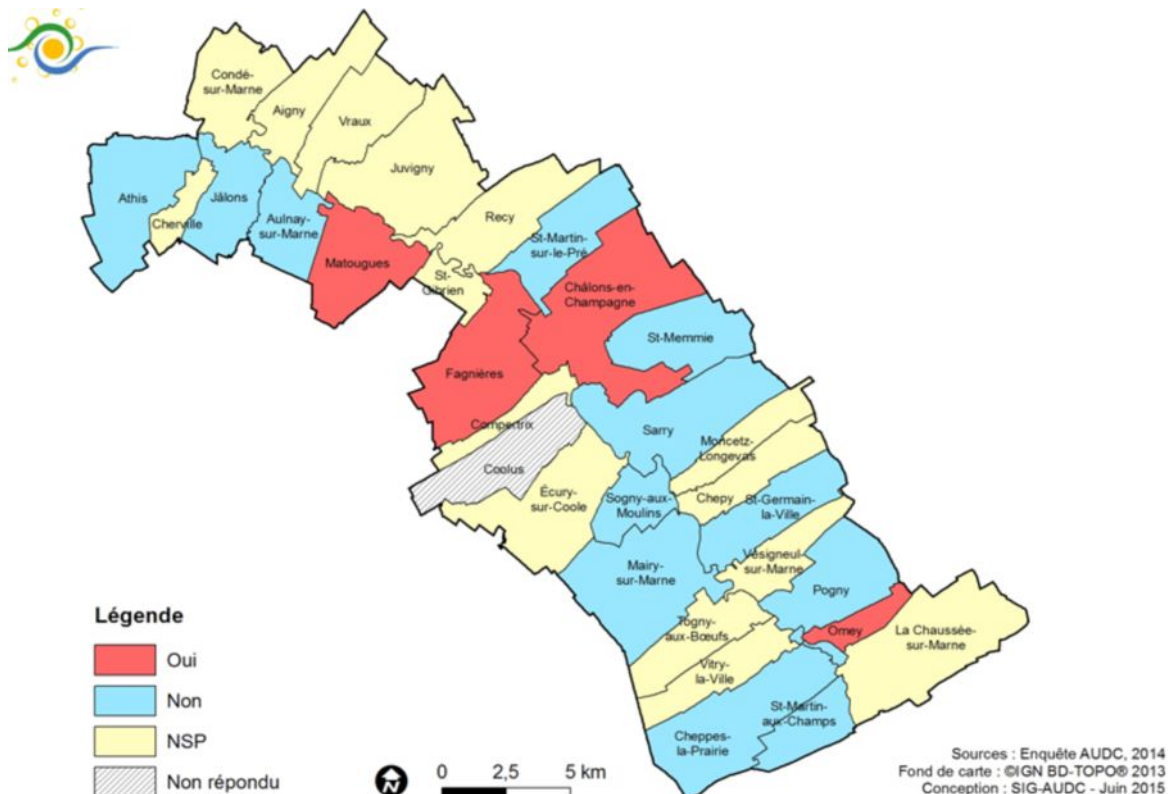 Condé-
sur-Marne
Aigny
Vraux
Juvigny
Athis
Cherville
Jâlons
Aulnay-
sur-Marne
Recy
St-Martin-
sur-le-Pré
Matougues
St-
Gibrien
Châlons-en-
Champagne
St-Memmie
Fagnières
Compertrix
Coolus
Sarry
Moncetz-
Longevas
Écury-
sur-Coole
Sogny-aux-
Moulins
Chepy
St-Germain-
la-Ville
Mairy-
sur-Marne
Vésigneul-
sur-Marne
Pogny
Togny-
aux-Bœufs
Omey
La Chaussée-
sur-Marne
Vitry-
la-Ville
St-Martin-
aux-Champs
Cheppes-
la-Prairie
Légende
Oui
Non
NSP
Non répondu
N
0 2,5 5 km
Sources : Enquête AUDC, 2014
Fond de carte : ©IGN BD-TOPO® 2013
Conception : SIG-AUDC - Juin 2015